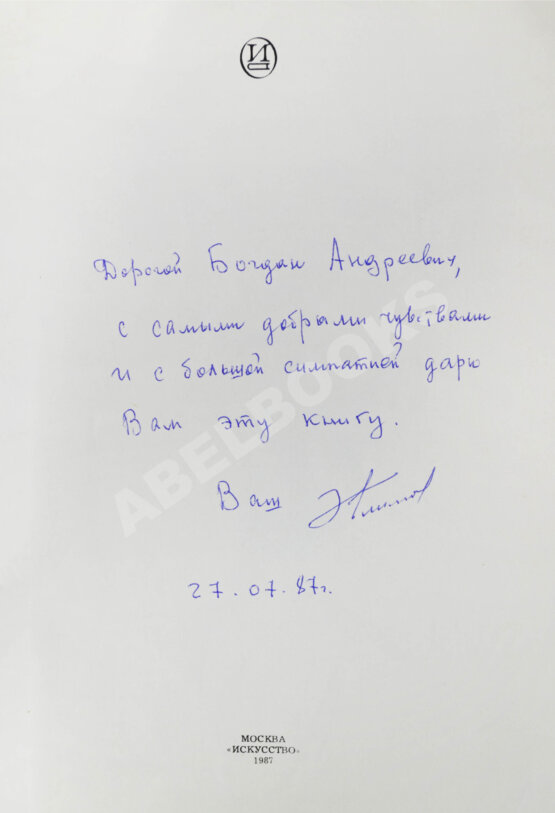 И
Дорогой Богдан Андреевич,
с самыми добрыми чувствами
и с большой симпатией дарю
Вам эту книгу.
Ваш
27.07.87г.
МОСКВА
«ИСКУССТВО»
1987
ABELBOOKS